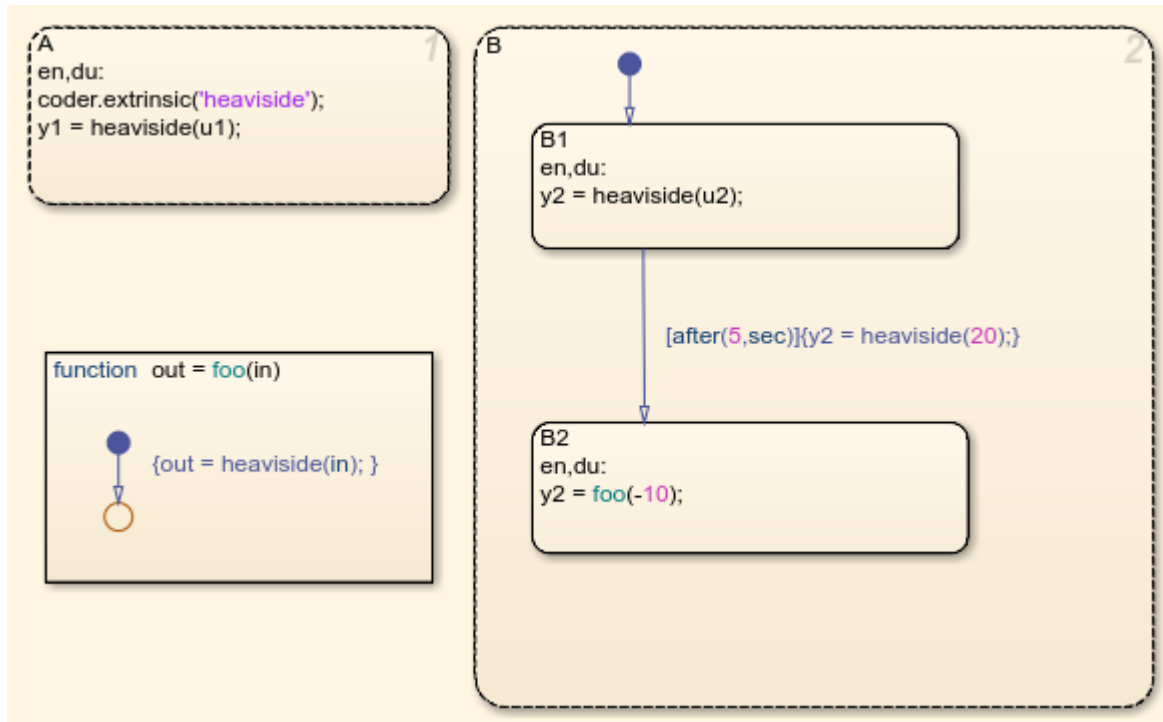 A
1
en,du:
coder.extrinsic('heaviside');
y1 = heaviside(u1);
B
2
B1
en,du:
y2 = heaviside(u2);
[after(5,sec)]{y2 = heaviside(20);}
B2
en,du:
y2 = foo(-10);
function out = foo(in)
{out = heaviside(in); }